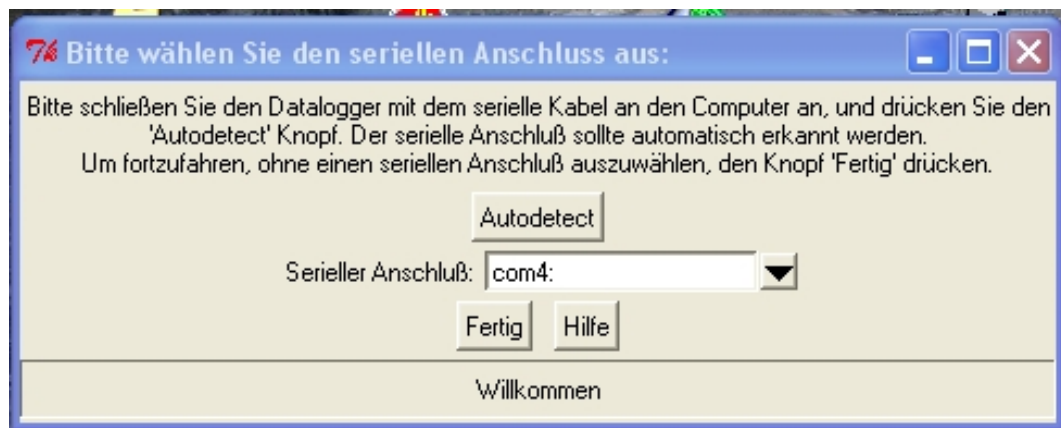 Bitte wählen Sie den seriellen Anschluss aus:
Bitte schließen Sie den Datalogger mit dem serielle Kabel an den Computer an, und drücken Sie den
'Autodetect' Knopf. Der serielle Anschluß sollte automatisch erkannt werden.
Um fortzufahren, ohne einen seriellen Anschluß auszuwählen, den Knopf 'Fertig' drücken.
Autodetect
Serieller Anschluß: com4:
Fertig Hilfe
Willkommen